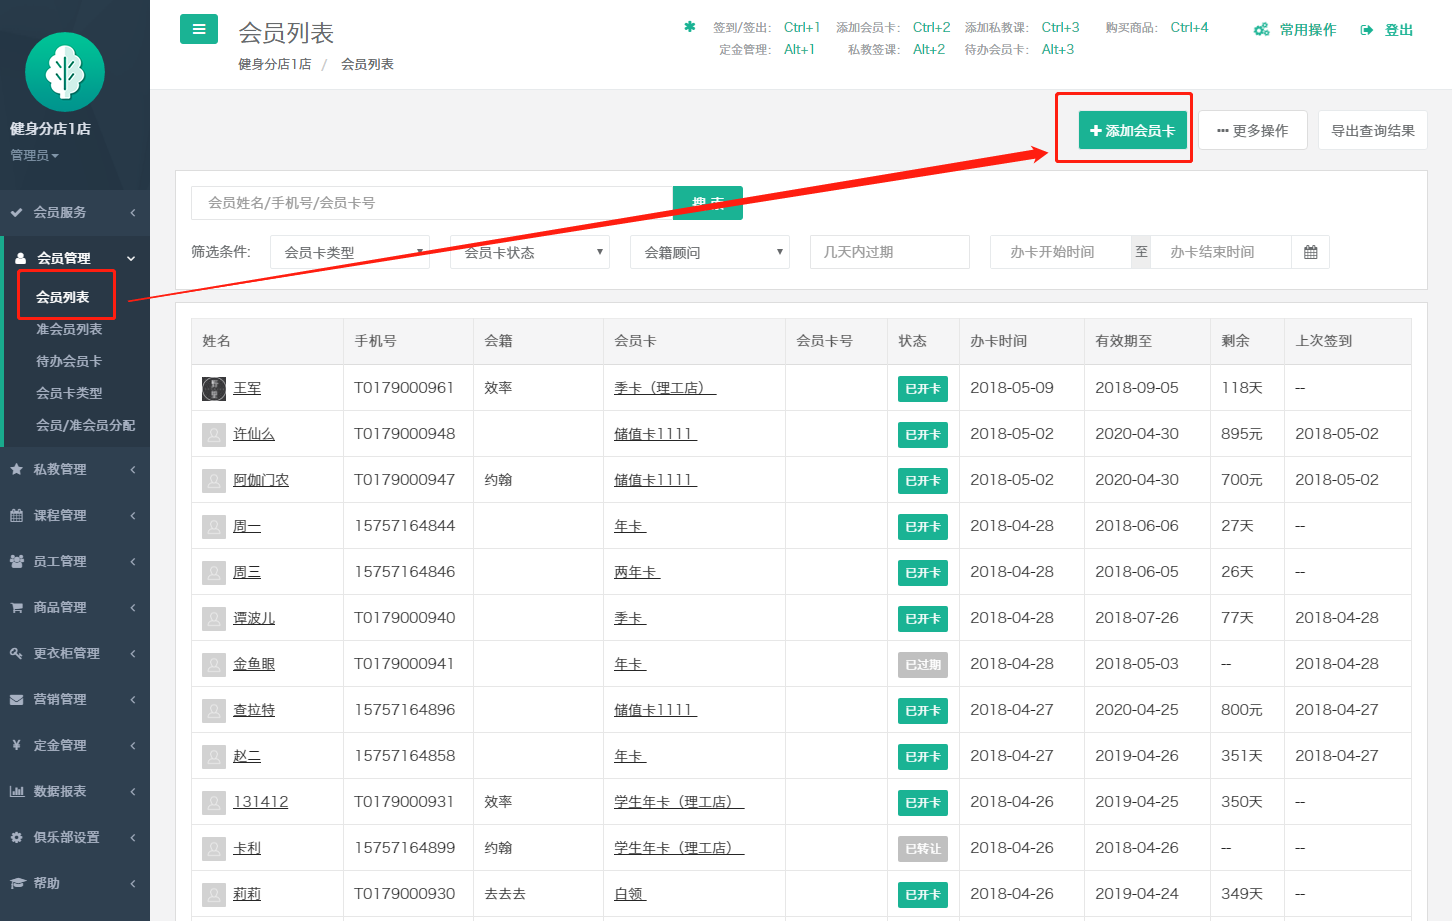 健身分店1店
管理员
会员服务
会员管理
会员列表
准会员列表
待办会员卡
会员卡类型
会员/准会员分配
私教管理
课程管理
员工管理
商品管理
更衣柜管理
营销管理
定金管理
数据报表
俱乐部设置
帮助
会员列表
健身分店1店 / 会员列表
签到/签出: Ctrl+1 添加会员卡: Ctrl+2 添加私教课: Ctrl+3 购买商品: Ctrl+4
定金管理: Alt+1 私教签课: Alt+2 待办会员卡: Alt+3
常用操作 登出
添加会员卡 更多操作 导出查询结果
会员姓名/手机号/会员卡号
筛选条件: 会员卡类型 会员卡状态 会籍顾问 几天内过期 办卡开始时间 至 办卡结束时间
姓名 手机号 会籍 会员卡 会员卡号 状态 办卡时间 有效期至 剩余 上次签到
王军 T0179000961 效率 季卡（理工店） 已开卡 2018-05-09 2018-09-05 118天 --
许仙么 T0179000948 储值卡1111 已开卡 2018-05-02 2020-04-30 895元 2018-05-02
阿伽门农 T0179000947 约翰 储值卡1111 已开卡 2018-05-02 2020-04-30 700元 2018-05-02
周一 15757164844 年卡 已开卡 2018-04-28 2018-06-06 27天 --
周三 15757164846 两年卡 已开卡 2018-04-28 2018-06-05 26天 --
谭波儿 T0179000940 季卡 已开卡 2018-04-28 2018-07-26 77天 2018-04-28
金鱼眼 T0179000941 年卡 已过期 2018-04-28 2018-05-03 -- 2018-04-28
查拉特 15757164896 储值卡1111 已开卡 2018-04-27 2020-04-25 800元 2018-04-27
赵二 15757164858 年卡 已开卡 2018-04-27 2019-04-26 351天 2018-04-27
131412 T0179000931 效率 学生年卡（理工店） 已开卡 2018-04-26 2019-04-25 350天 --
卡利 15757164899 约翰 学生年卡（理工店） 已转让 2018-04-26 2018-04-26 -- --
莉莉 T0179000930 去去去 白领 已开卡 2018-04-26 2019-04-24 349天 --